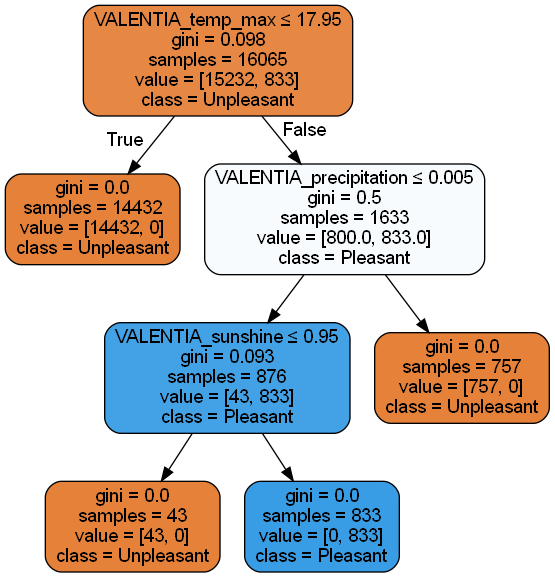 VALENTIA_temp_max ≤ 17.95
gini = 0.098
samples = 16065
value = [15232, 833]
class = Unpleasant
True
False
gini = 0.0
samples = 14432
value = [14432, 0]
class = Unpleasant
VALENTIA_precipitation ≤ 0.005
gini = 0.5
samples = 1633
value = [800.0, 833.0]
class = Pleasant
VALENTIA_sunshine ≤ 0.95
gini = 0.093
samples = 876
value = [43, 833]
class = Pleasant
gini = 0.0
samples = 757
value = [757, 0]
class = Unpleasant
gini = 0.0
samples = 43
value = [43, 0]
class = Unpleasant
gini = 0.0
samples = 833
value = [0, 833]
class = Pleasant